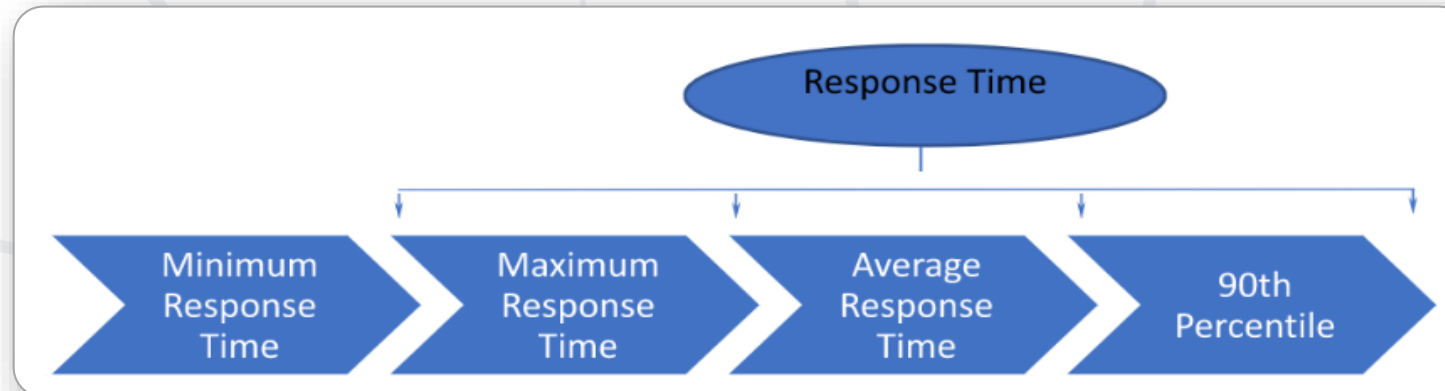 Response Time
Minimum
Response
Time
Maximum
Response
Time
Average
Response
Time
90th
Percentile